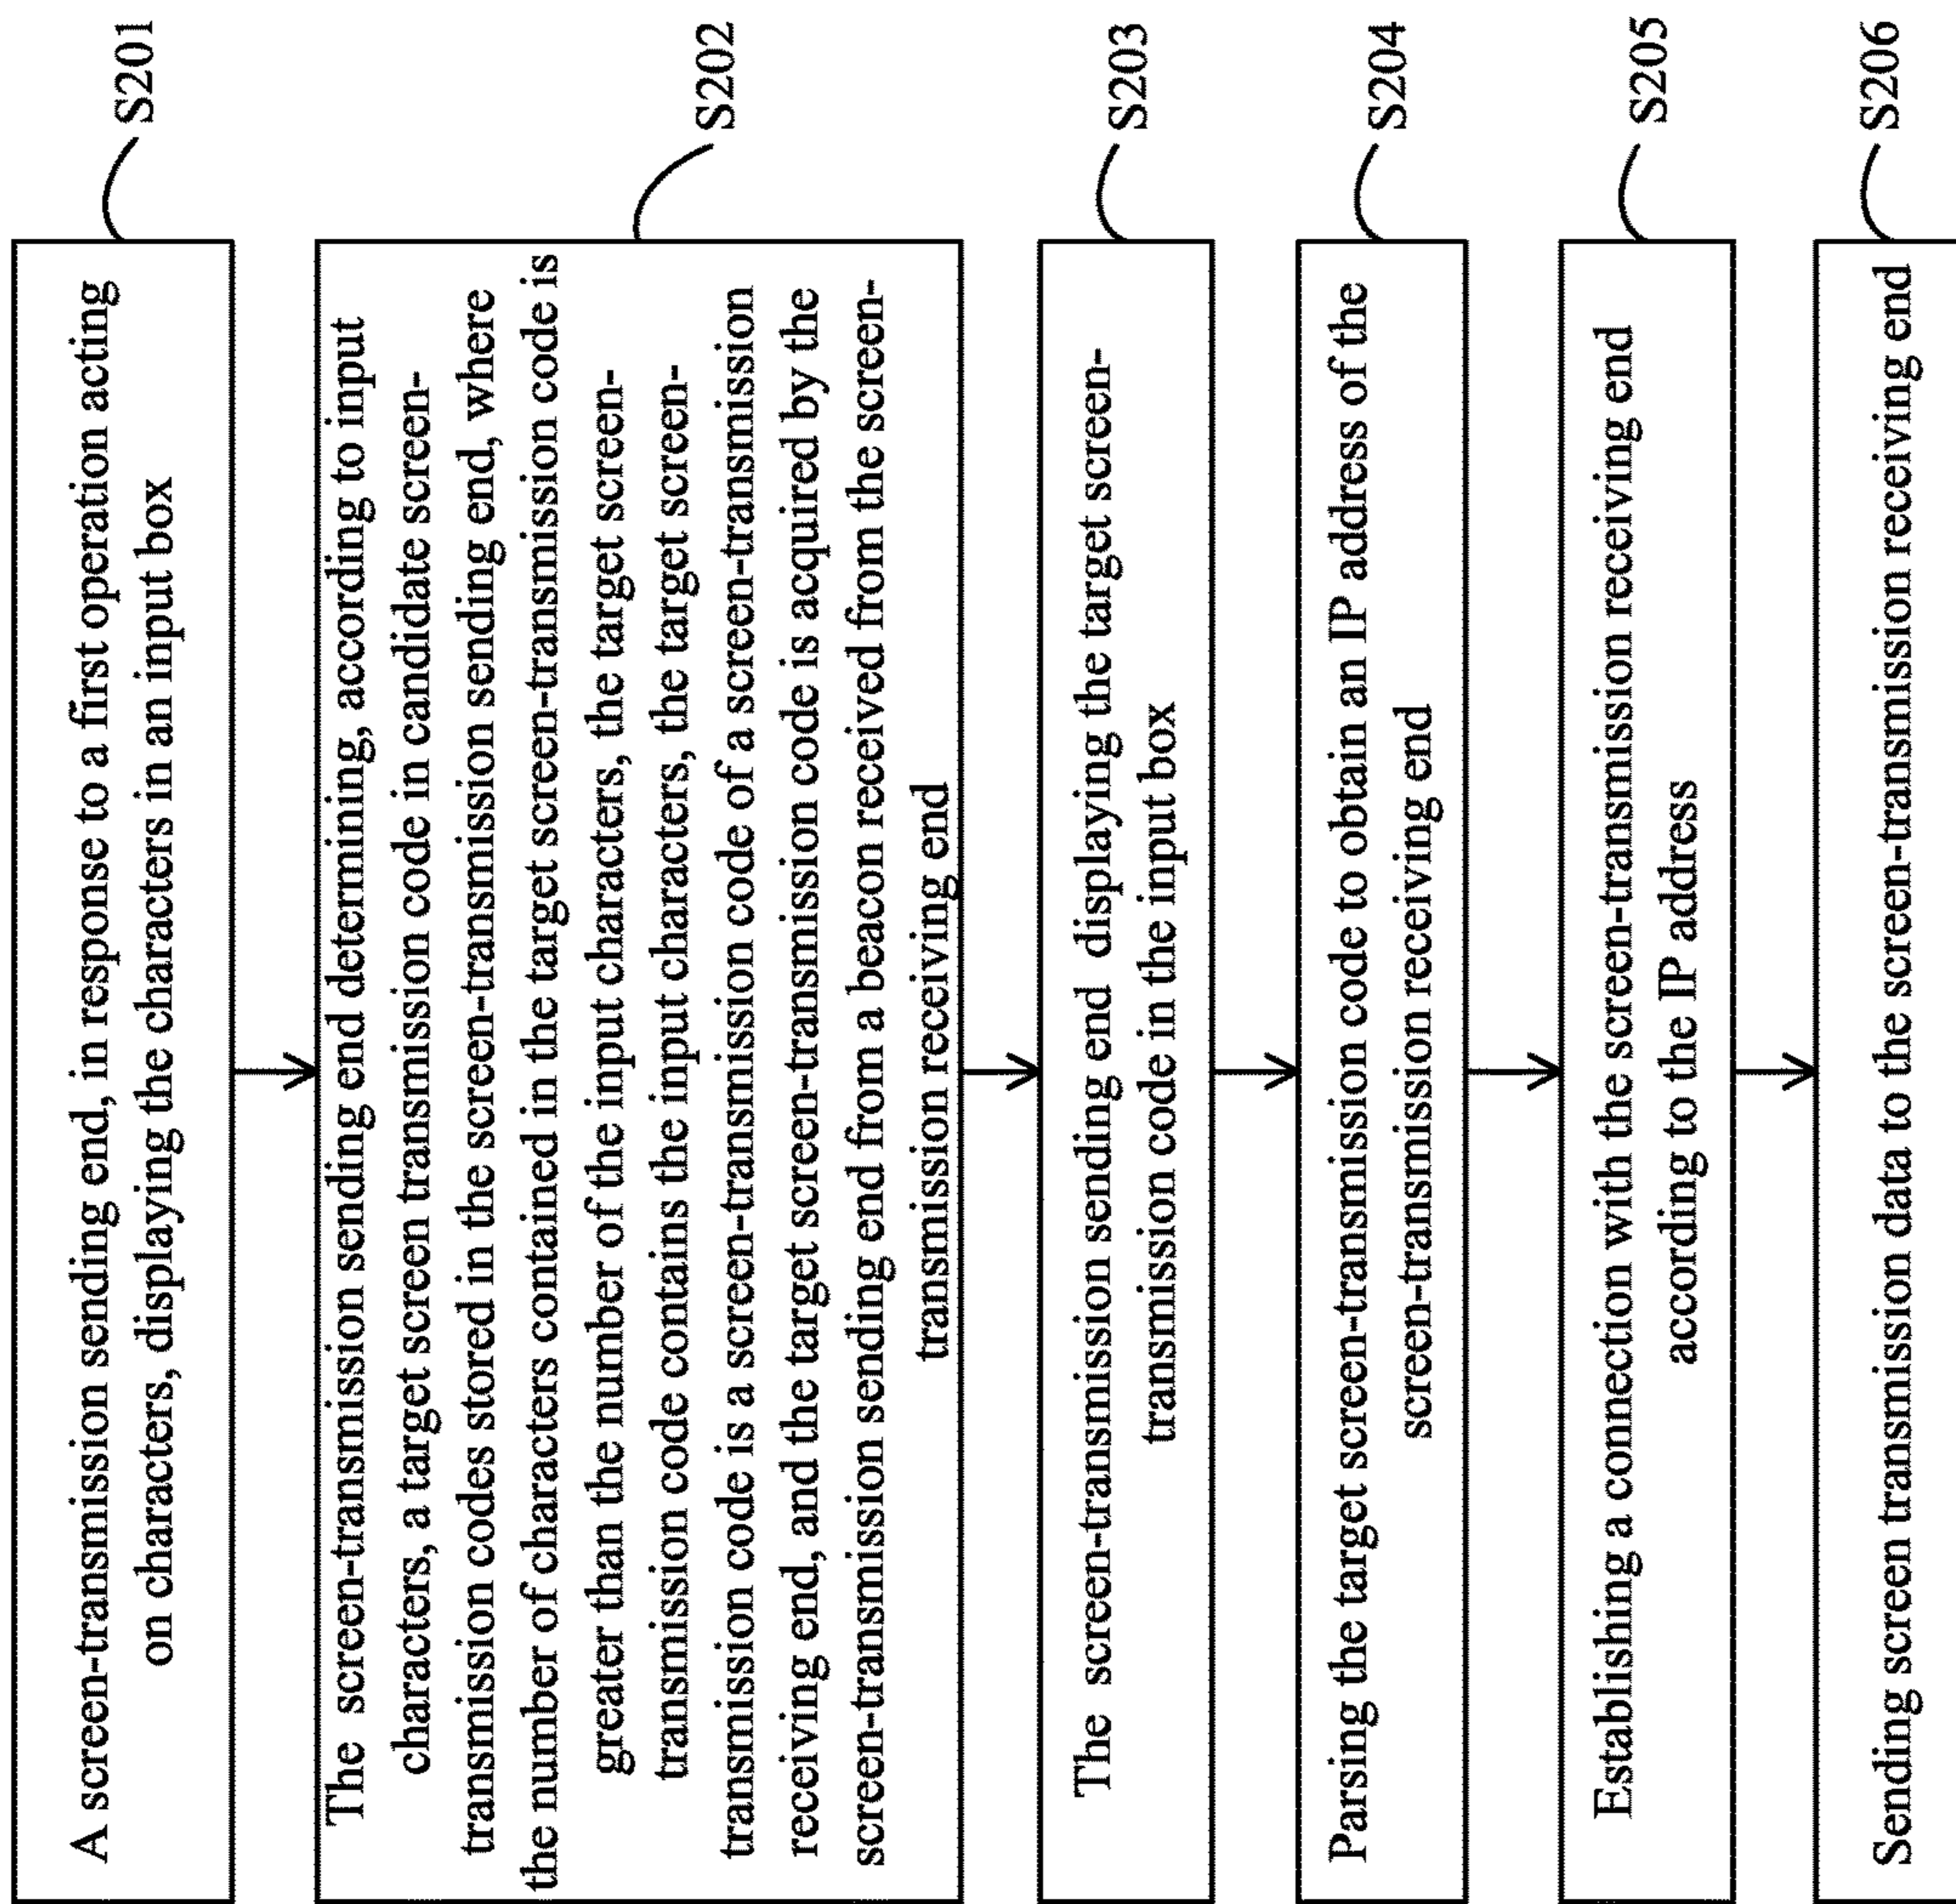 A screen-transmission sending end, in response to a first operation acting
on characters, displaying the characters in an input box
S201
The screen-transmission sending end determining, according to input
characters, a target screen transmission code in candidate screen-
transmission codes stored in the screen-transmission sending end, where
the number of characters contained in the target screen-transmission code is
greater than the number of the input characters, the target screen-
transmission code contains the input characters, the target screen-
transmission code is a screen-transmission code of a screen-transmission
receiving end, and the target screen-transmission code is acquired by the
screen-transmission sending end from a beacon received from the screen-
transmission receiving end
S202
The screen-transmission sending end displaying the target screen-
transmission code in the input box
S203
Parsing the target screen-transmission code to obtain an IP address of the
screen-transmission receiving end
S204
Establishing a connection with the screen-transmission receiving end
according to the IP address
S205
Sending screen transmission data to the screen-transmission receiving end
S206